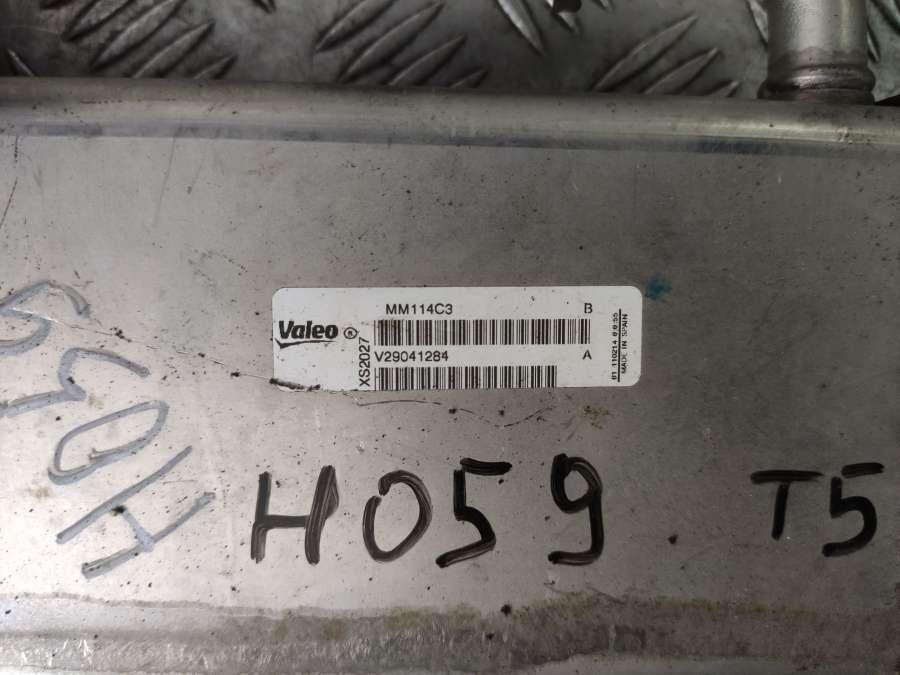 MM114C3 B
Valeo ®
XS2027
V29041284 A
MADE IN SPAIN
H059 T5
H059